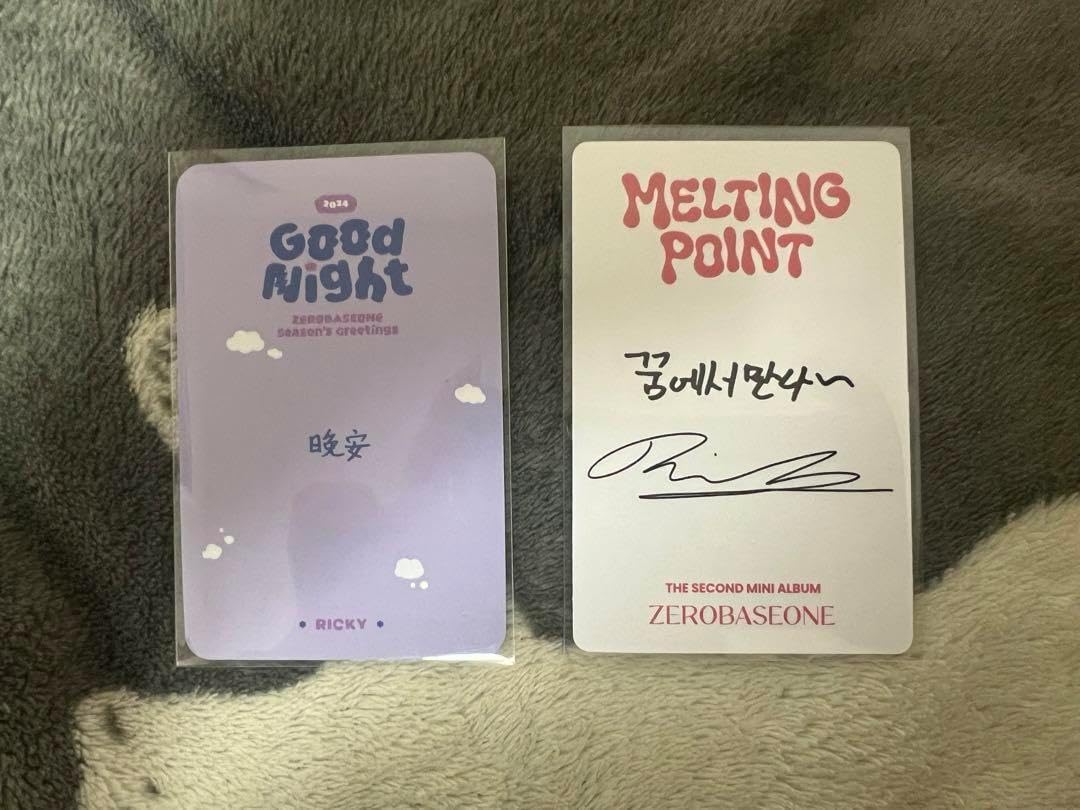 2024
Good
Night
ZEROBASEONE
Season's Greetings
晚安
• RICKY •
MELTING
POINT
꿈에서 만나~
THE SECOND MINI ALBUM
ZEROBASEONE